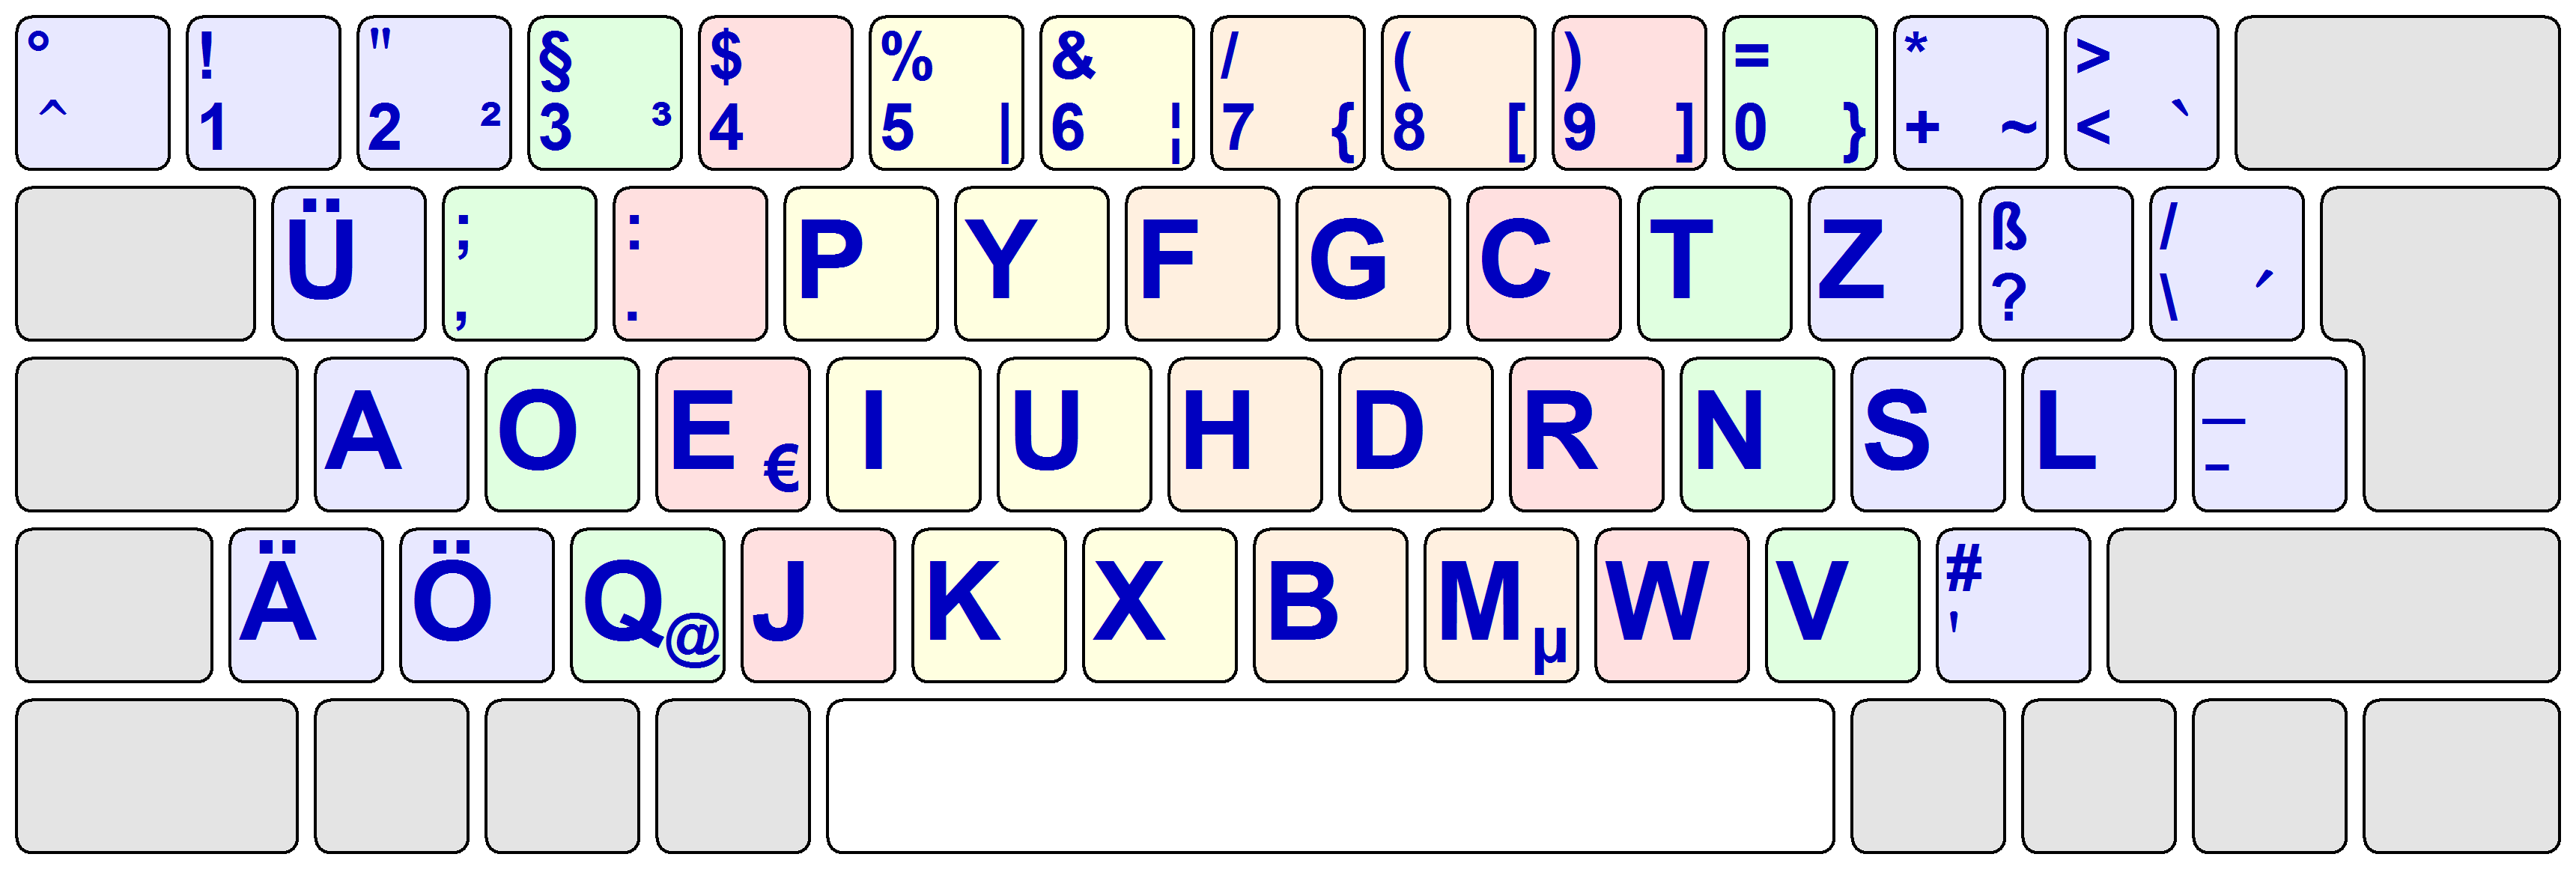 ° ! " § $ % & / ( ) = * >
^ 1 2 ² 3 ³ 4 5 | 6 ¦ 7 { 8 [ 9 ] 0 } + ~ < `
Ü ; : P Y F G C T Z ß /
, . ? \ ´
A O E € I U H D R N S L _ -
Ä Ö Q @ J K X B M µ W V # '